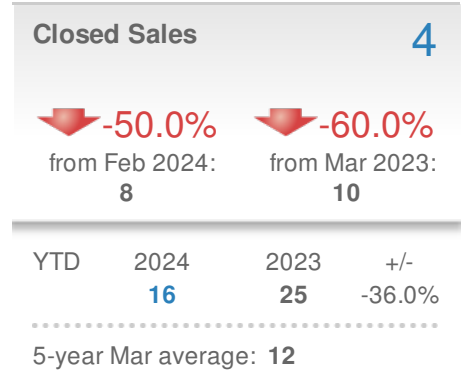 Closed Sales 4
-50.0% -60.0%
from Feb 2024: from Mar 2023:
8 10
YTD 2024 2023 +/-
16 25 -36.0%
5-year Mar average: 12